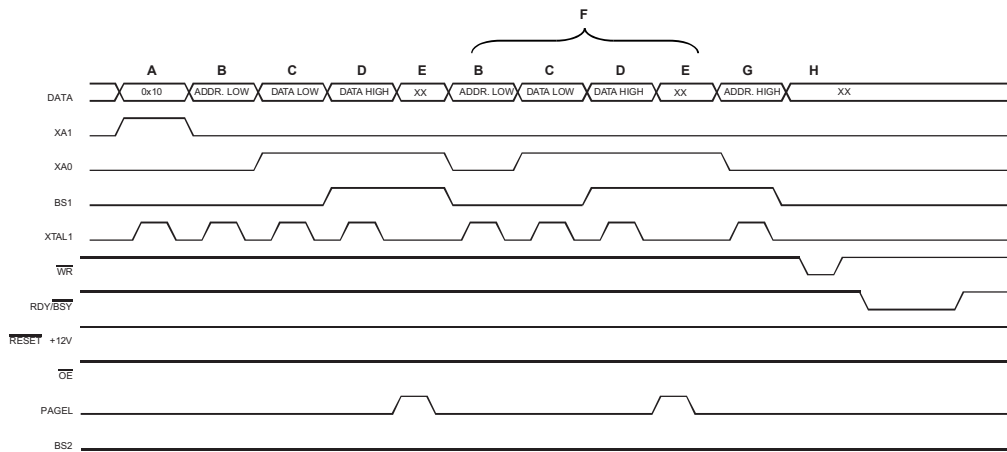 F
A B C D E B C D E G H
DATA 0x10 ADDR. LOW DATA LOW DATA HIGH XX ADDR. LOW DATA LOW DATA HIGH XX ADDR. HIGH XX
XA1
XA0
BS1
XTAL1
WR
RDY/BSY
RESET +12V
OE
PAGEL
BS2